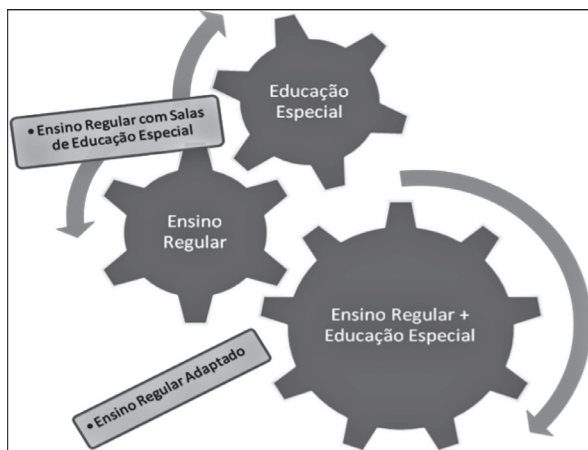 Educação
Especial
• Ensino Regular com Salas
de Educação Especial
Ensino
Regular
Ensino Regular +
Educação Especial
• Ensino Regular Adaptado